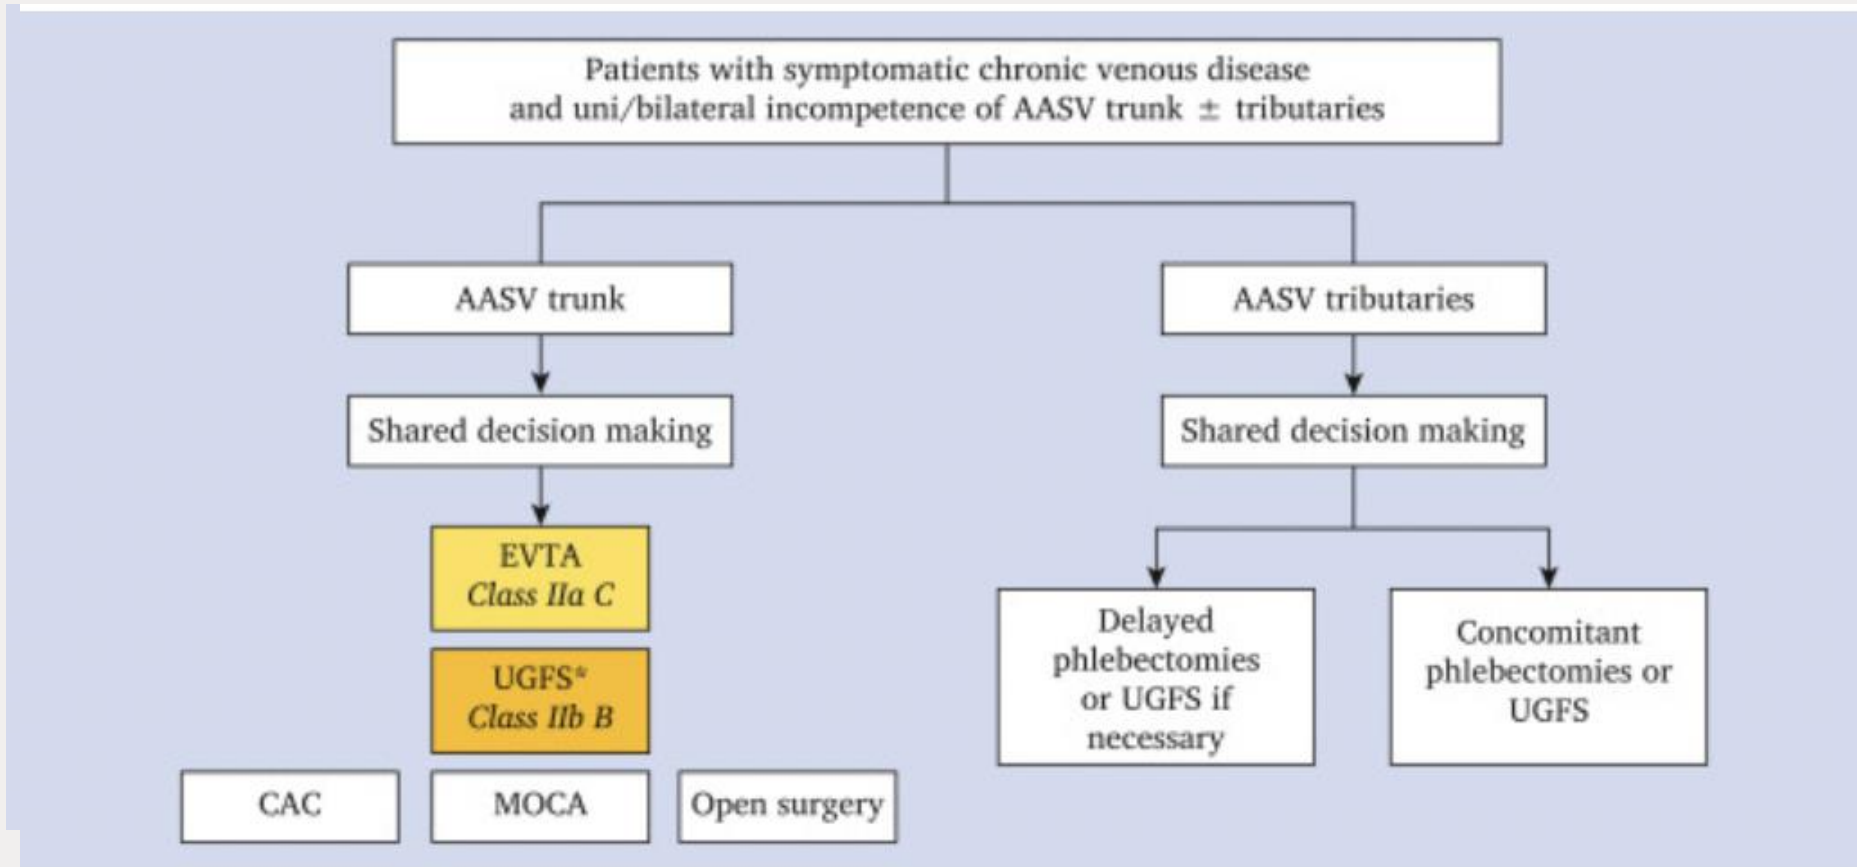 Patients with symptomatic chronic venous disease
and uni/bilateral incompetence of AASV trunk ± tributaries
AASV trunk
Shared decision making
EVTA
Class IIa C
UGFS*
Class IIb B
CAC
MOCA
Open surgery
AASV tributaries
Shared decision making
Delayed
phlebectomies
or UGFS if
necessary
Concomitant
phlebectomies or
UGFS